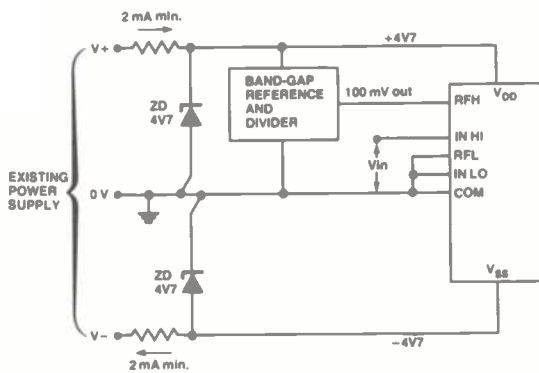 2 mA min.
V+
+4V7
ZD
4V7
BAND-GAP
REFERENCE
AND
DIVIDER
100 mV out
VDD
RFH
IN HI
Vin
RFL
IN LO
COM
EXISTING
POWER
SUPPLY
0 V
ZD
4V7
VSS
V–
–4V7
2 mA min.